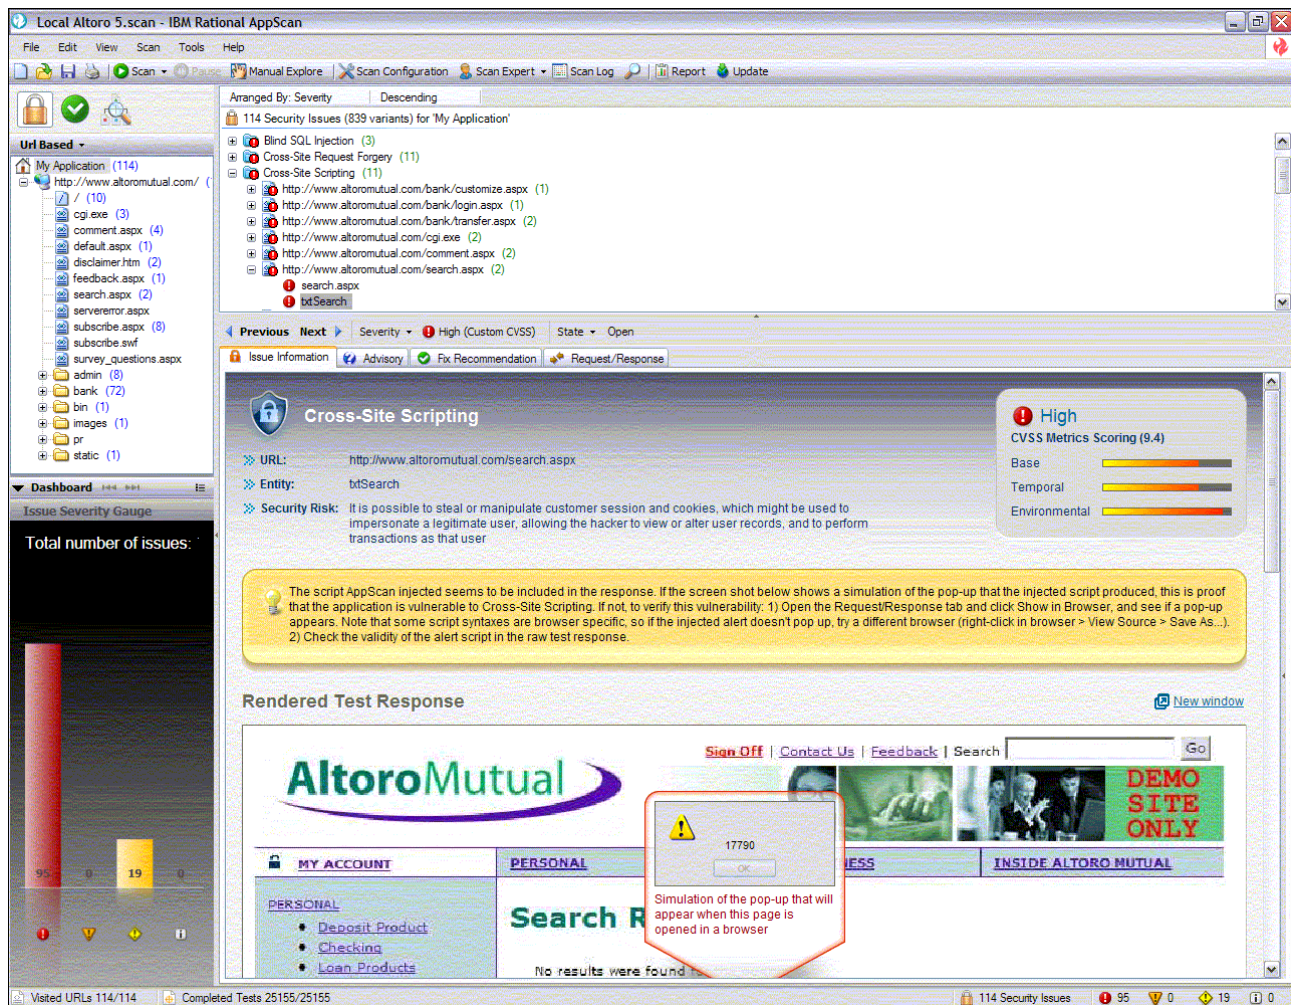 Local Altoro 5.scan - IBM Rational AppScan
File Edit View Scan Tools Help
Scan Pause Manual Explore Scan Configuration Scan Expert Scan Log Report Update
Arranged By: Severity Descending
114 Security Issues (839 variants) for 'My Application'
Blind SQL Injection (3)
Cross-Site Request Forgery (11)
Cross-Site Scripting (11)
http://www.altoromutual.com/bank/customize.aspx (1)
http://www.altoromutual.com/bank/login.aspx (1)
http://www.altoromutual.com/bank/transfer.aspx (2)
http://www.altoromutual.com/cgi.exe (2)
http://www.altoromutual.com/comment.aspx (2)
http://www.altoromutual.com/search.aspx (2)
search.aspx
txtSearch
Url Based
My Application (114)
http://www.altoromutual.com/ (
/ (10)
cgi.exe (3)
comment.aspx (4)
default.aspx (1)
disclaimer.htm (2)
feedback.aspx (1)
search.aspx (2)
servererror.aspx
subscribe.aspx (8)
subscribe.swf
survey_questions.aspx
admin (8)
bank (72)
bin (1)
images (1)
pr
static (1)
Dashboard
Issue Severity Gauge
Total number of issues:
95 0 19 0
Previous Next Severity High (Custom CVSS) State Open
Issue Information Advisory Fix Recommendation Request/Response
Cross-Site Scripting
URL: http://www.altoromutual.com/search.aspx
Entity: txtSearch
Security Risk: It is possible to steal or manipulate customer session and cookies, which might be used to
impersonate a legitimate user, allowing the hacker to view or alter user records, and to perform
transactions as that user
High
CVSS Metrics Scoring (9.4)
Base
Temporal
Environmental
The script AppScan injected seems to be included in the response. If the screen shot below shows a simulation of the pop-up that the injected script produced, this is proof
that the application is vulnerable to Cross-Site Scripting. If not, to verify this vulnerability: 1) Open the Request/Response tab and click Show in Browser, and see if a pop-up
appears. Note that some script syntaxes are browser specific, so if the injected alert doesn't pop up, try a different browser (right-click in browser > View Source > Save As...).
2) Check the validity of the alert script in the raw test response.
Rendered Test Response
New window
Sign Off | Contact Us | Feedback | Search Go
AltoroMutual
DEMO
SITE
ONLY
MY ACCOUNT PERSONAL NESS INSIDE ALTORO MUTUAL
17790
OK
Simulation of the pop-up that will
appear when this page is
opened in a browser
PERSONAL
Deposit Product
Checking
Loan Products
Search R
No results were found
Visited URLs 114/114 Completed Tests 25155/25155 114 Security Issues 95 0 19 0